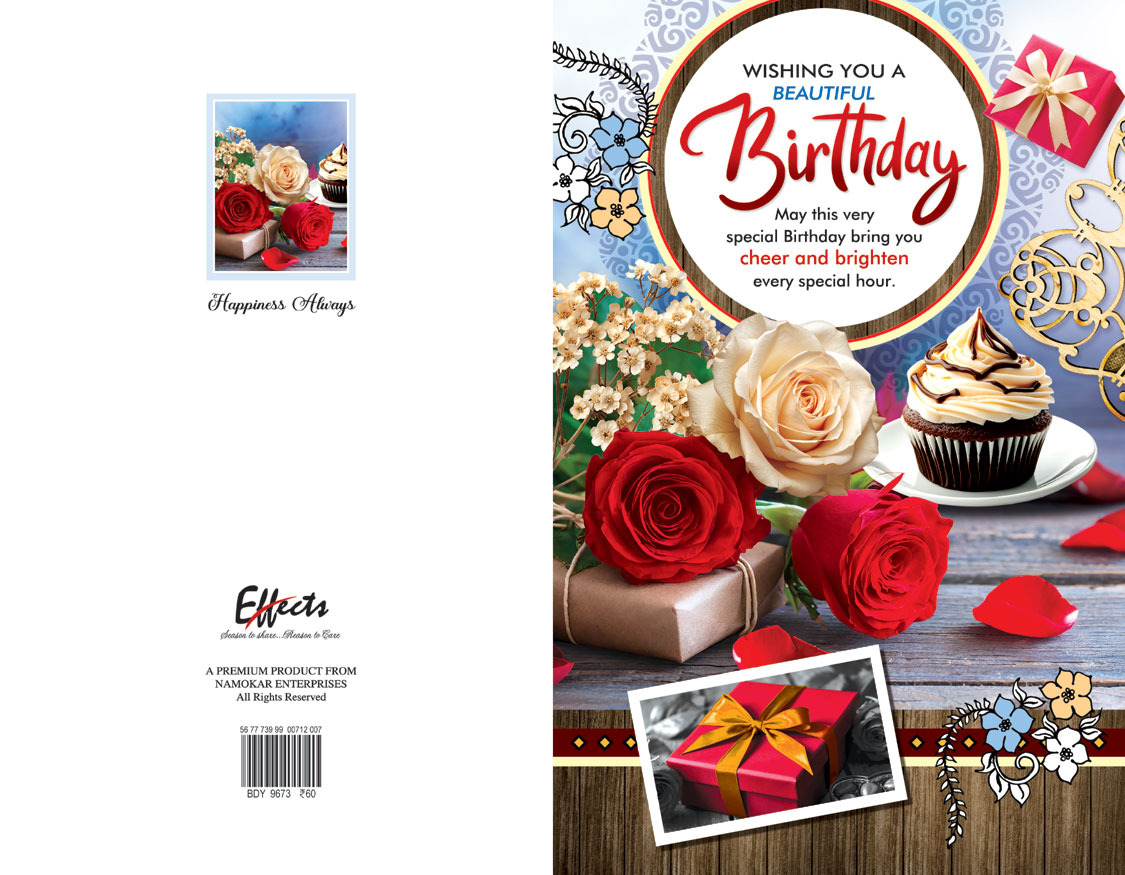 Happiness Always
Effects
Season to share...Reason to Care
A PREMIUM PRODUCT FROM
NAMOKAR ENTERPRISES
All Rights Reserved
56 77 739 99 00712 007
BDY 9673 ₹60
WISHING YOU A
BEAUTIFUL
Birthday
May this very
special Birthday bring you
cheer and brighten
every special hour.